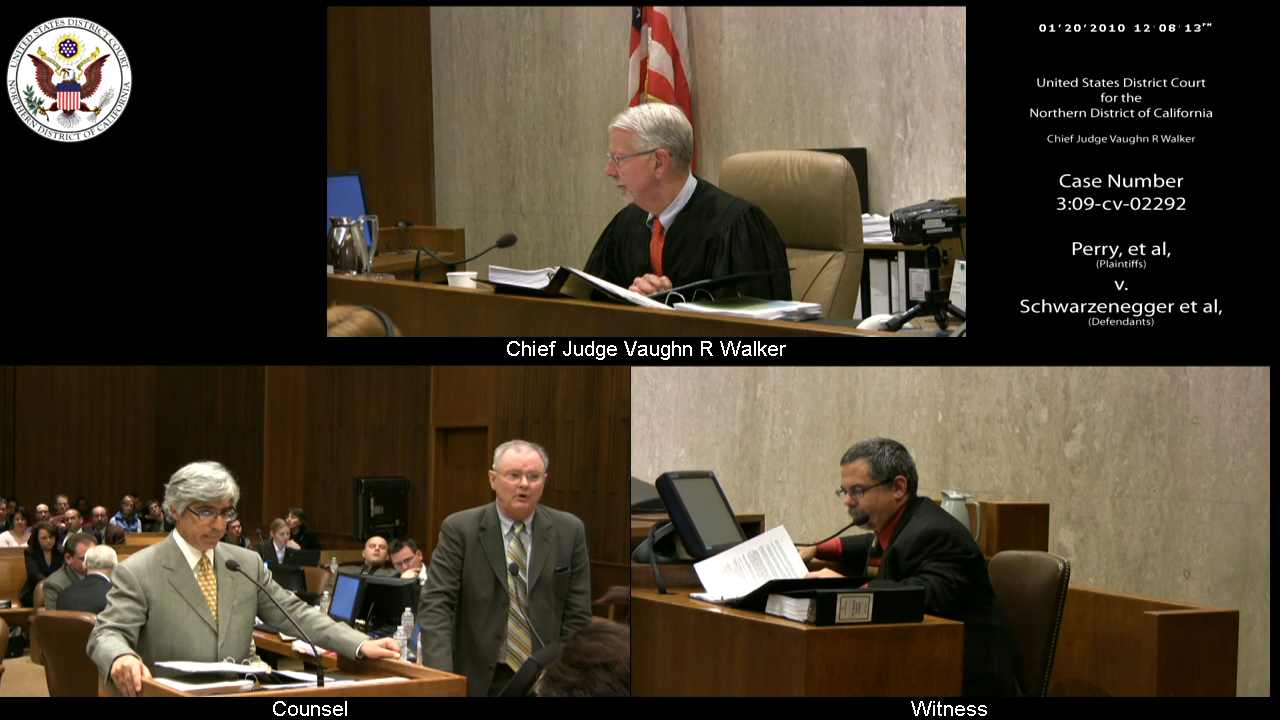 UNITED STATES DISTRICT COURT
NORTHERN DISTRICT OF CALIFORNIA
01'20'2010 12:08:13 PM
United States District Court
for the
Northern District of California
Chief Judge Vaughn R Walker
Case Number
3:09-cv-02292
Perry, et al,
(Plaintiffs)
v.
Schwarzenegger et al,
(Defendants)
Chief Judge Vaughn R Walker
Counsel
Witness